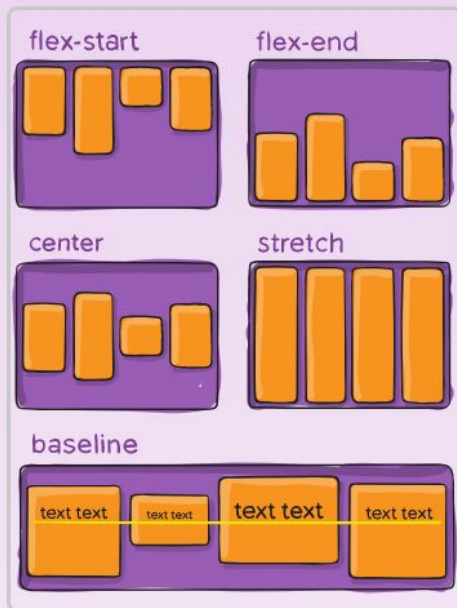 flex-start
flex-end
center
stretch
baseline
text text
text text
text text
text text